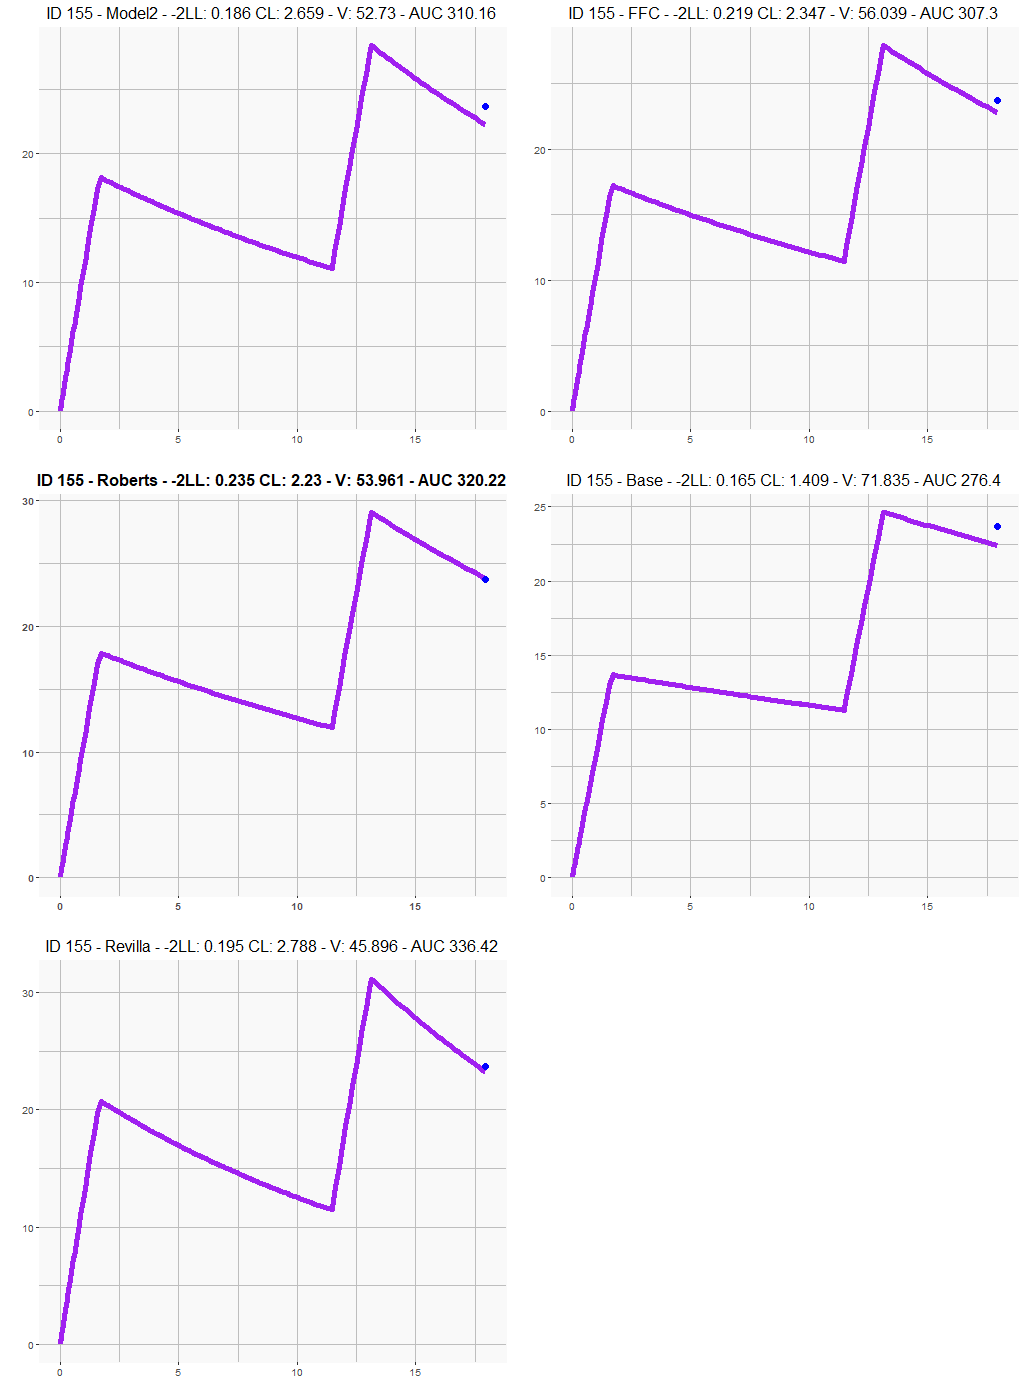 ID 155 - Model2 - -2LL: 0.186 CL: 2.659 - V: 52.73 - AUC 310.16
20
10
0
0 5 10 15
ID 155 - FFC - -2LL: 0.219 CL: 2.347 - V: 56.039 - AUC 307.3
20
10
0
0 5 10 15
ID 155 - Roberts - -2LL: 0.235 CL: 2.23 - V: 53.961 - AUC 320.22
30
20
10
0
0 5 10 15
ID 155 - Base - -2LL: 0.165 CL: 1.409 - V: 71.835 - AUC 276.4
25
20
15
10
5
0
0 5 10 15
ID 155 - Revilla - -2LL: 0.195 CL: 2.788 - V: 45.896 - AUC 336.42
30
20
10
0
0 5 10 15